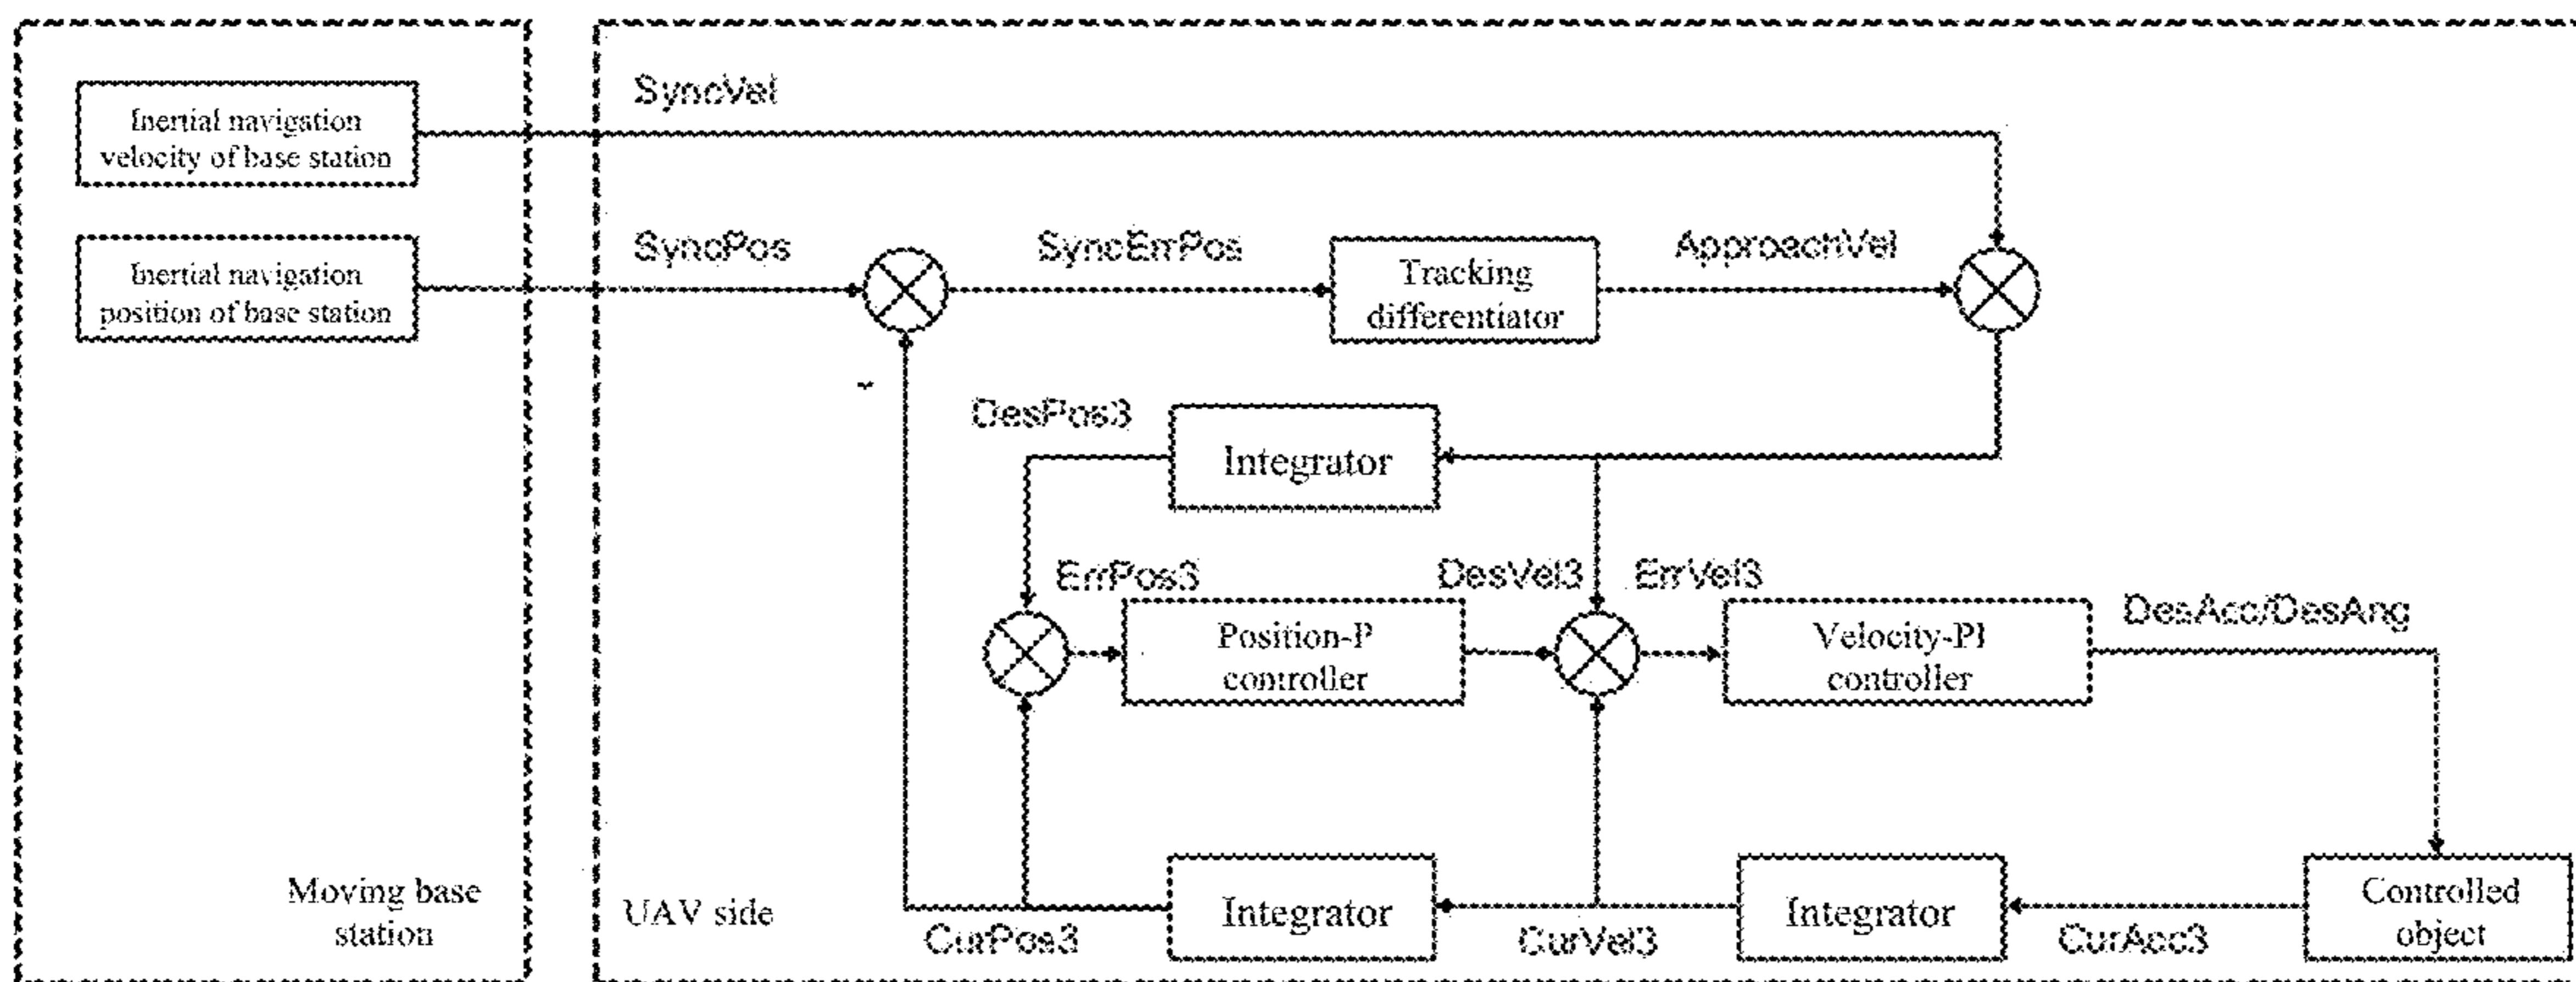 SyncVel
Inertial navigation
velocity of base station
SyncPos
SyncErrPos
ApproachVel
Inertial navigation
position of base station
Tracking
differentiator
DesPos3
Integrator
ErrPos3
DesVel3
ErrVel3
Position-P
controller
Velocity-PI
controller
DesAcc/DesAng
Moving base
station
UAV side
CurPos3
Integrator
CurVel3
Integrator
CurAcc3
Controlled
object